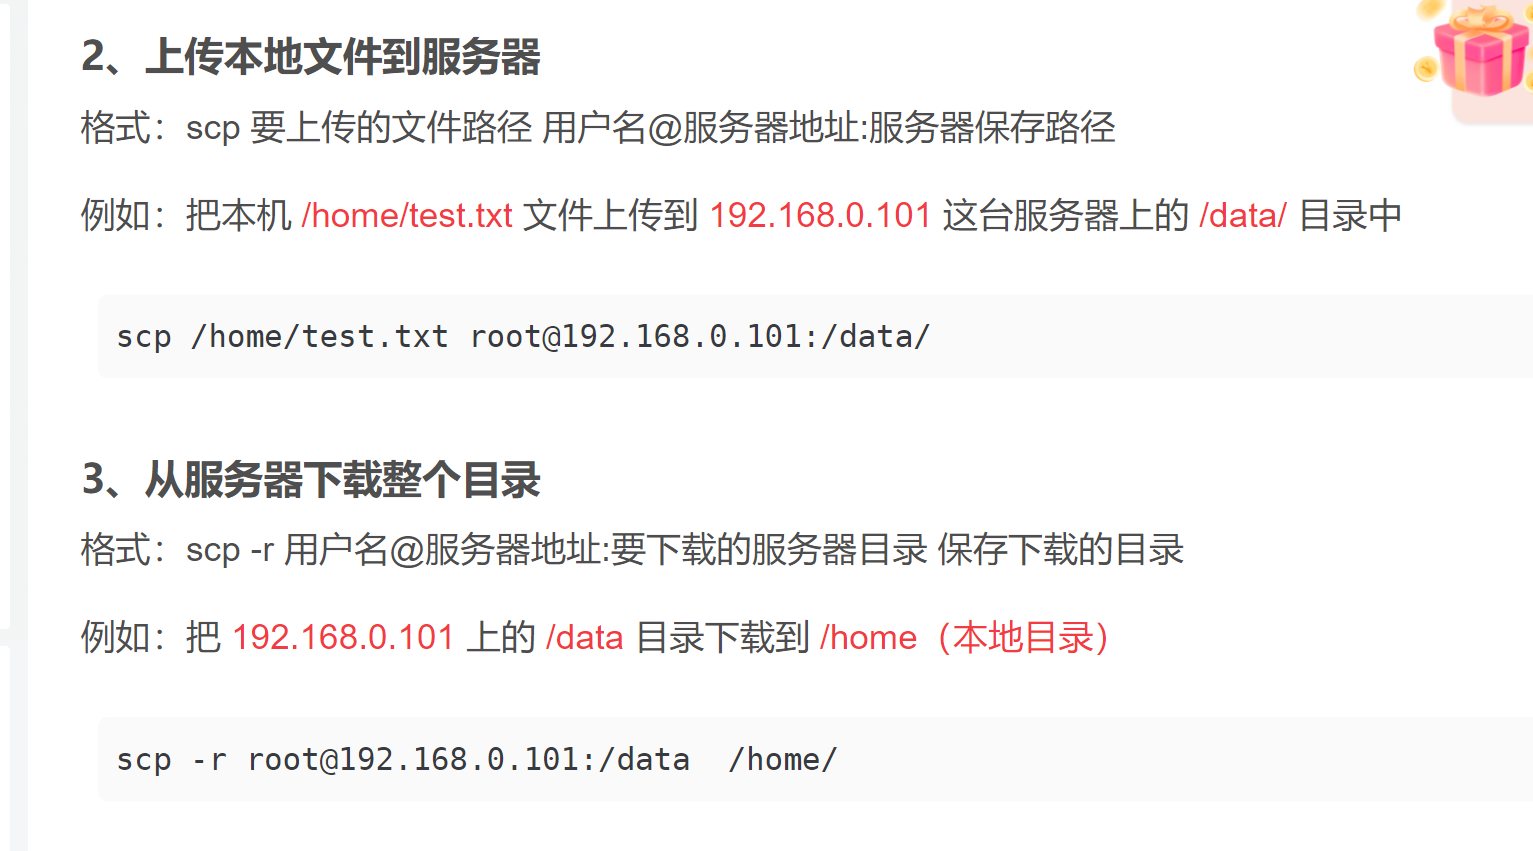 2、上传本地文件到服务器
格式：scp 要上传的文件路径 用户名@服务器地址:服务器保存路径
例如：把本机 /home/test.txt 文件上传到 192.168.0.101 这台服务器上的 /data/ 目录中
scp /home/test.txt root@192.168.0.101:/data/
3、从服务器下载整个目录
格式：scp -r 用户名@服务器地址:要下载的服务器目录 保存下载的目录
例如：把 192.168.0.101 上的 /data 目录下载到 /home（本地目录）
scp -r root@192.168.0.101:/data  /home/